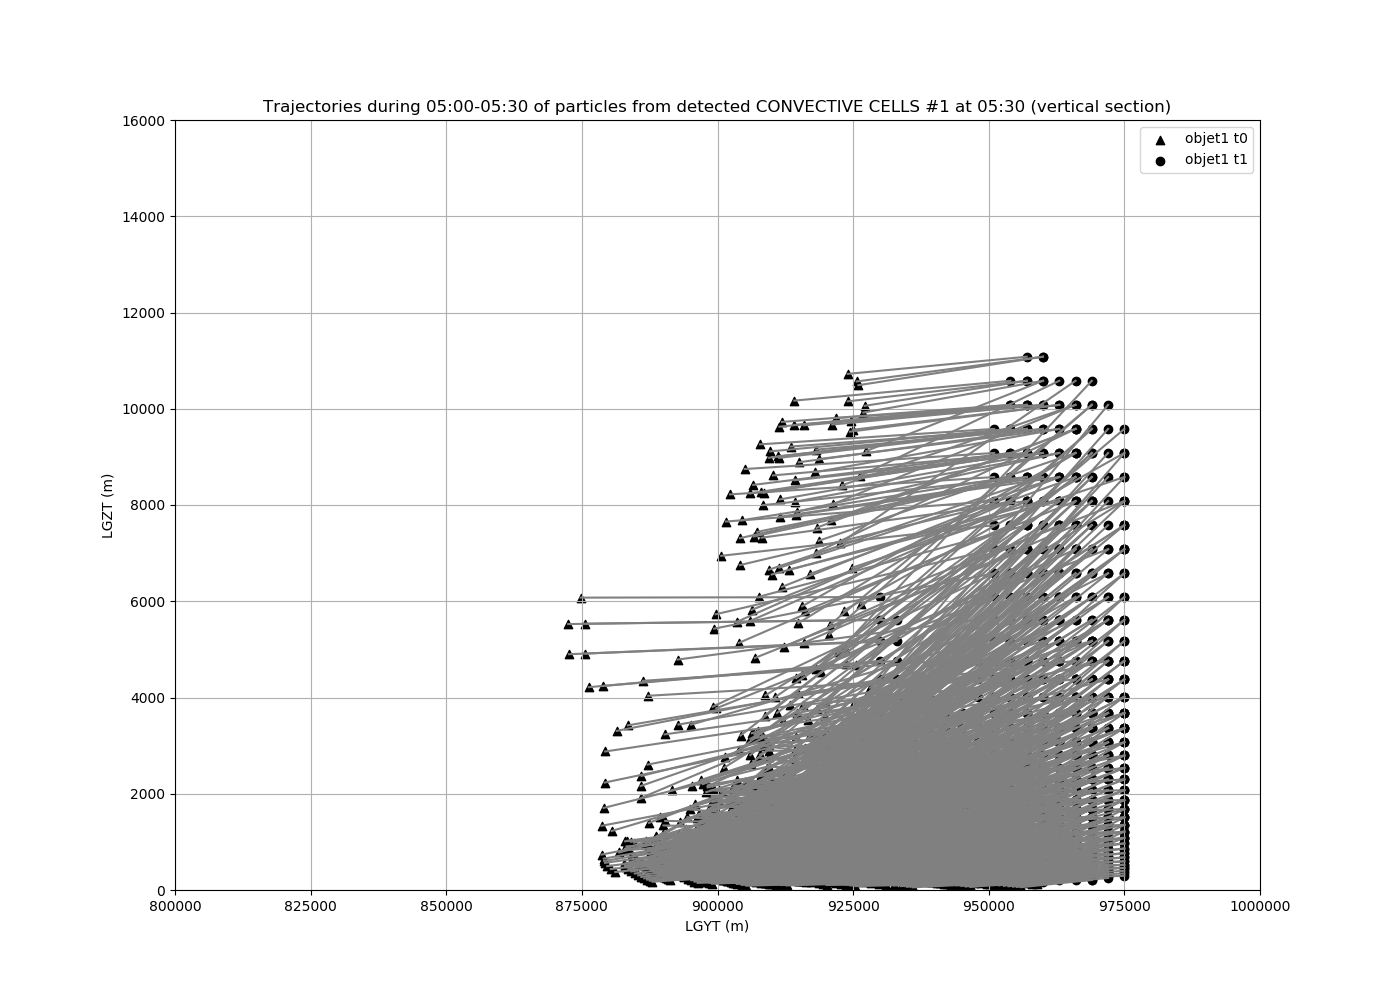 Trajectories during 05:00-05:30 of particles from detected CONVECTIVE CELLS #1 at 05:30 (vertical section)
objet1 t0
objet1 t1
16000
14000
12000
10000
8000
6000
4000
2000
0
LGZT (m)
800000 825000 850000 875000 900000 925000 950000 975000 1000000
LGYT (m)